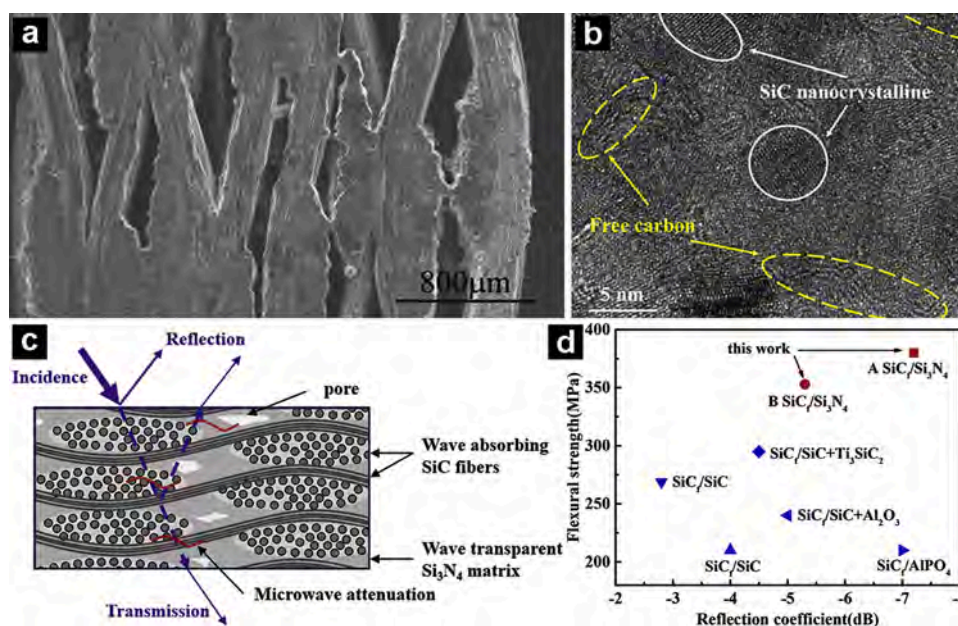 a
800μm
b
SiC nanocrystalline
Free carbon
5 nm
c
Reflection
Incidence
pore
Wave absorbing
SiC fibers
Wave transparent
Si₃N₄ matrix
Microwave attenuation
Transmission
d
400
350
300
250
200
Flexural strength(MPa)
this work
A SiCf/Si₃N₄
B SiCf/Si₃N₄
SiCf/SiC+Ti₃SiC₂
SiCf/SiC
SiCf/SiC+Al₂O₃
SiCf/SiC
SiCf/AlPO₄
-2 -3 -4 -5 -6 -7
Reflection coefficient(dB)